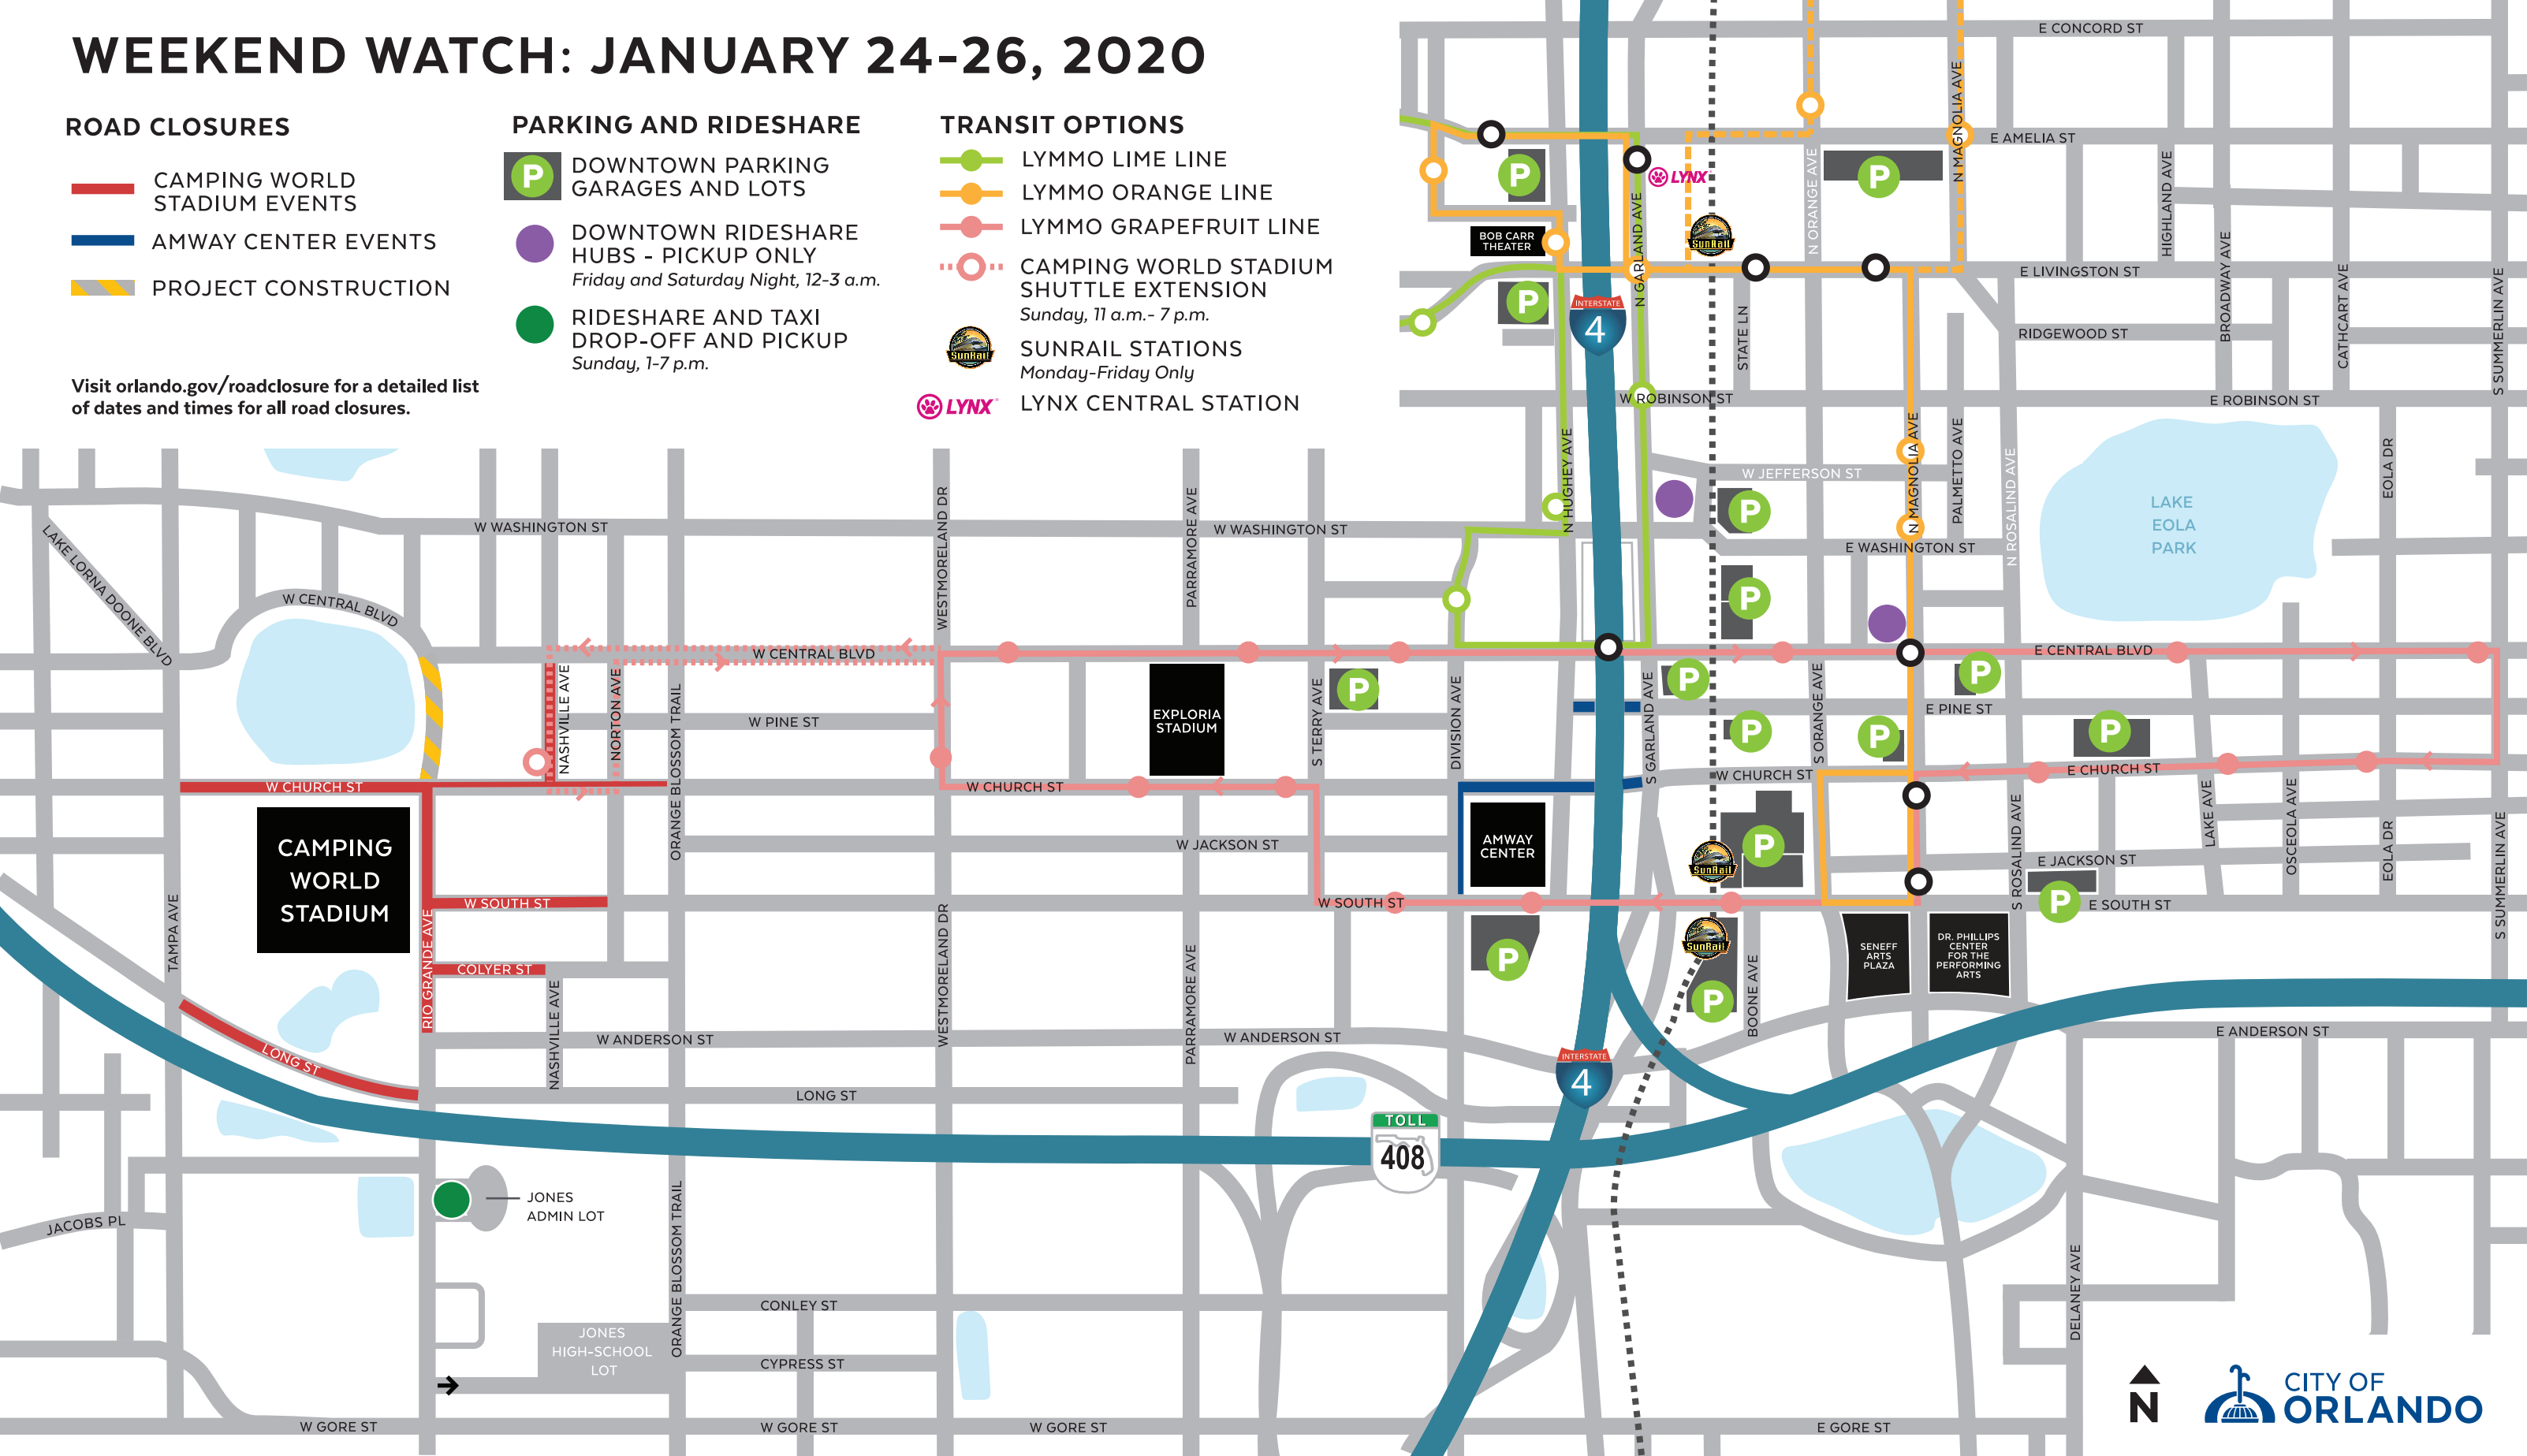 WEEKEND WATCH: JANUARY 24-26, 2020
ROAD CLOSURES
CAMPING WORLD
STADIUM EVENTS
AMWAY CENTER EVENTS
PROJECT CONSTRUCTION
Visit orlando.gov/roadclosure for a detailed list
of dates and times for all road closures.
PARKING AND RIDESHARE
P
DOWNTOWN PARKING
GARAGES AND LOTS
DOWNTOWN RIDESHARE
HUBS - PICKUP ONLY
Friday and Saturday Night, 12-3 a.m.
RIDESHARE AND TAXI
DROP-OFF AND PICKUP
Sunday, 1-7 p.m.
TRANSIT OPTIONS
LYMMO LIME LINE
LYMMO ORANGE LINE
LYMMO GRAPEFRUIT LINE
CAMPING WORLD STADIUM
SHUTTLE EXTENSION
Sunday, 11 a.m.- 7 p.m.
SunRail
SUNRAIL STATIONS
Monday-Friday Only
LYNX
LYNX CENTRAL STATION
E CONCORD ST
N MAGNOLIA AVE
E AMELIA ST
P
P
LYNX
N ORANGE AVE
HIGHLAND AVE
N GARLAND AVE
SunRail
BOB CARR
THEATER
BROADWAY AVE
E LIVINGSTON ST
CATHCART AVE
S SUMMERLIN AVE
P
INTERSTATE
4
STATE LN
RIDGEWOOD ST
W ROBINSON ST
E ROBINSON ST
N HUGHEY AVE
N MAGNOLIA AVE
PALMETTO AVE
N ROSALIND AVE
EOLA DR
W JEFFERSON ST
P
LAKE
EOLA
PARK
LAKE LORNA DOONE BLVD
W WASHINGTON ST
WESTMORELAND DR
PARRAMORE AVE
W WASHINGTON ST
E WASHINGTON ST
W CENTRAL BLVD
P
W CENTRAL BLVD
E CENTRAL BLVD
NASHVILLE AVE
NORTON AVE
ORANGE BLOSSOM TRAIL
W PINE ST
EXPLORIA
STADIUM
S TERRY AVE
P
DIVISION AVE
S GARLAND AVE
P
P
S ORANGE AVE
P
P
E PINE ST
P
W CHURCH ST
W CHURCH ST
W CHURCH ST
E CHURCH ST
CAMPING
WORLD
STADIUM
W JACKSON ST
AMWAY
CENTER
SunRail
P
S ROSALIND AVE
E JACKSON ST
LAKE AVE
OSCEOLA AVE
EOLA DR
S SUMMERLIN AVE
TAMPA AVE
RIO GRANDE AVE
W SOUTH ST
W SOUTH ST
P
E SOUTH ST
WESTMORELAND DR
P
SunRail
SENEFF
ARTS
PLAZA
DR. PHILLIPS
CENTER
FOR THE
PERFORMING
ARTS
COLYER ST
NASHVILLE AVE
PARRAMORE AVE
P
BOONE AVE
W ANDERSON ST
W ANDERSON ST
E ANDERSON ST
LONG ST
LONG ST
INTERSTATE
4
TOLL
408
JONES
ADMIN LOT
JACOBS PL
ORANGE BLOSSOM TRAIL
DELANEY AVE
CONLEY ST
JONES
HIGH-SCHOOL
LOT
CYPRESS ST
W GORE ST
W GORE ST
W GORE ST
E GORE ST
N
CITY OF
ORLANDO